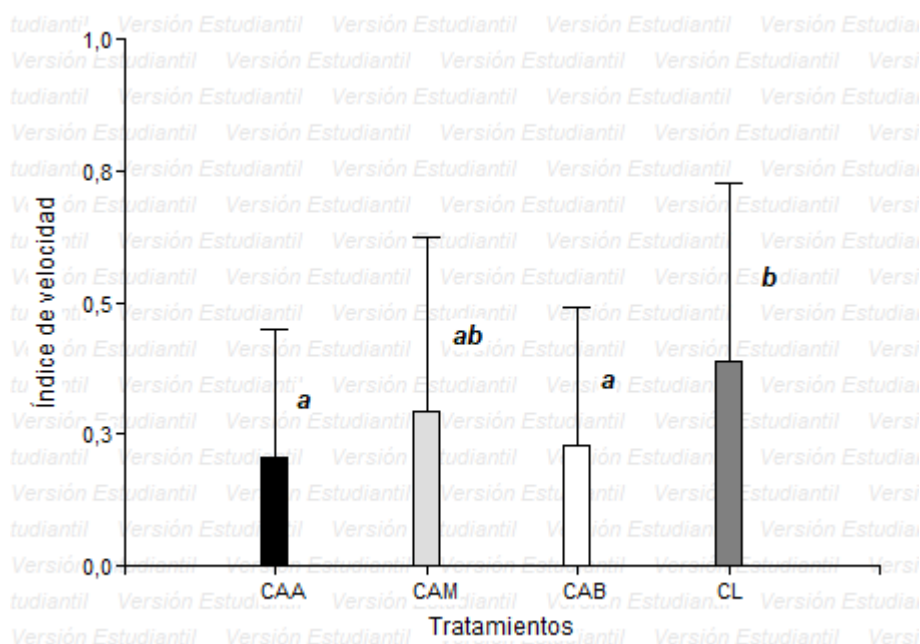 1,0
0,8
0,5
0,3
0,0
Índice de velocidad
a
ab
a
b
CAA CAM CAB CL
Tratamientos
Versión Estudiantil